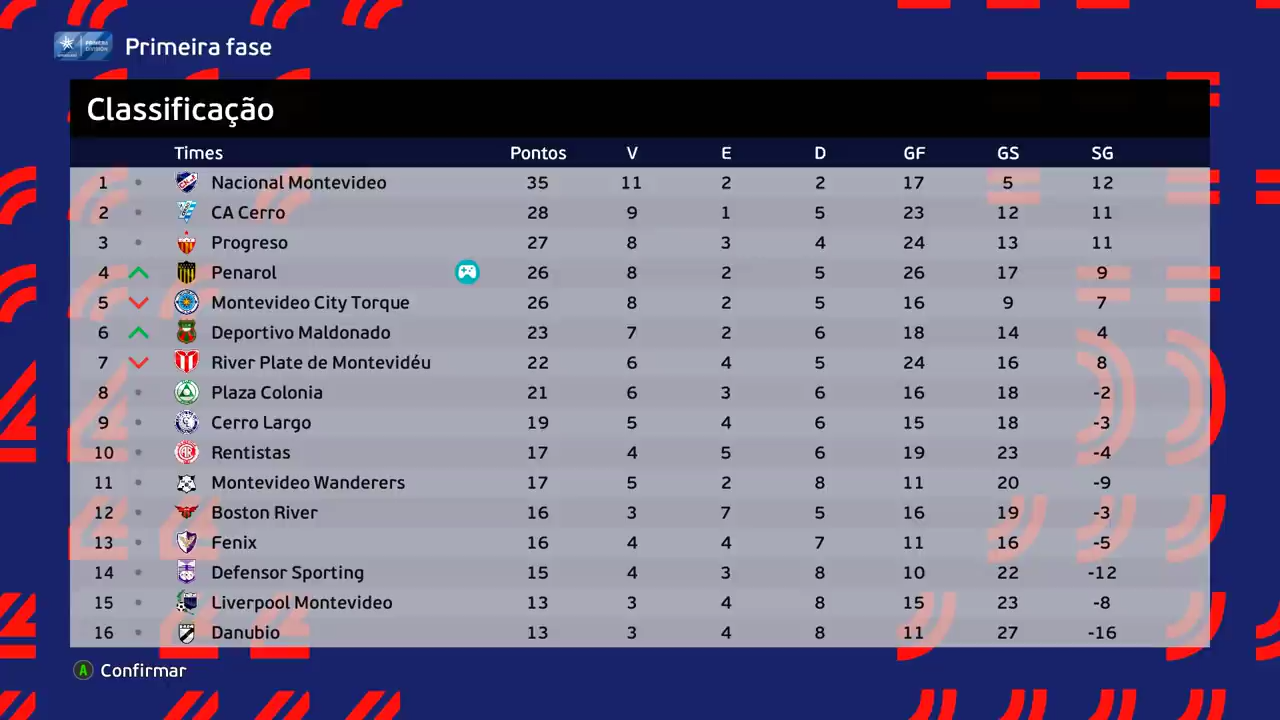 Primeira fase
Classificação
Times Pontos V E D GF GS SG
1 Nacional Montevideo 35 11 2 2 17 5 12
2 CA Cerro 28 9 1 5 23 12 11
3 Progreso 27 8 3 4 24 13 11
4 Penarol 26 8 2 5 26 17 9
5 Montevideo City Torque 26 8 2 5 16 9 7
6 Deportivo Maldonado 23 7 2 6 18 14 4
7 River Plate de Montevidéu 22 6 4 5 24 16 8
8 Plaza Colonia 21 6 3 6 16 18 -2
9 Cerro Largo 19 5 4 6 15 18 -3
10 Rentistas 17 4 5 6 19 23 -4
11 Montevideo Wanderers 17 5 2 8 11 20 -9
12 Boston River 16 3 7 5 16 19 -3
13 Fenix 16 4 4 7 11 16 -5
14 Defensor Sporting 15 4 3 8 10 22 -12
15 Liverpool Montevideo 13 3 4 8 15 23 -8
16 Danubio 13 3 4 8 11 27 -16
A Confirmar